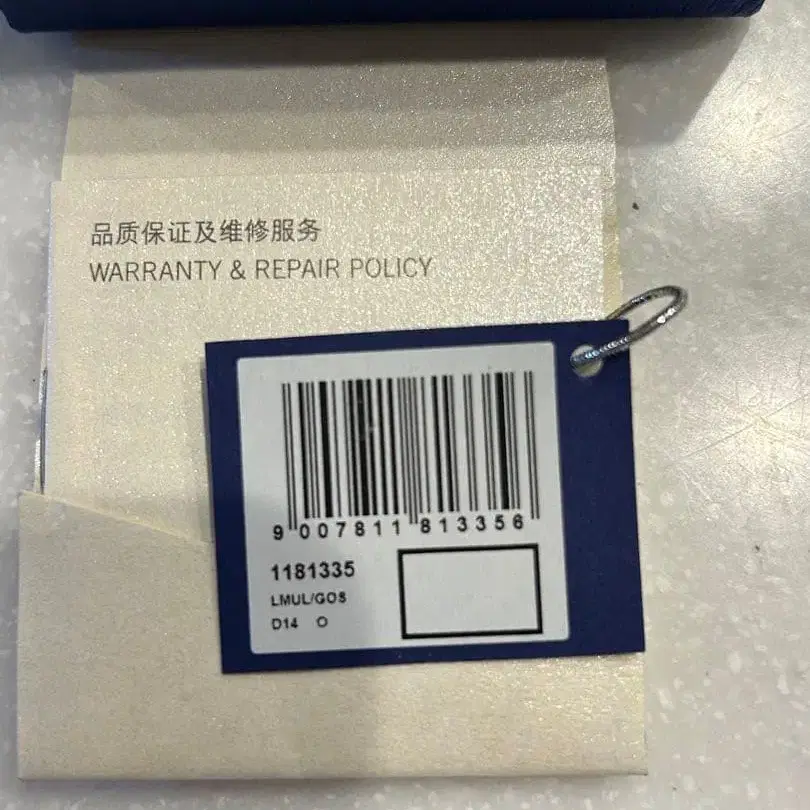 品质保证及维修服务
WARRANTY & REPAIR POLICY
9 007811 813356
1181335
LMUL/GOS
D14 O